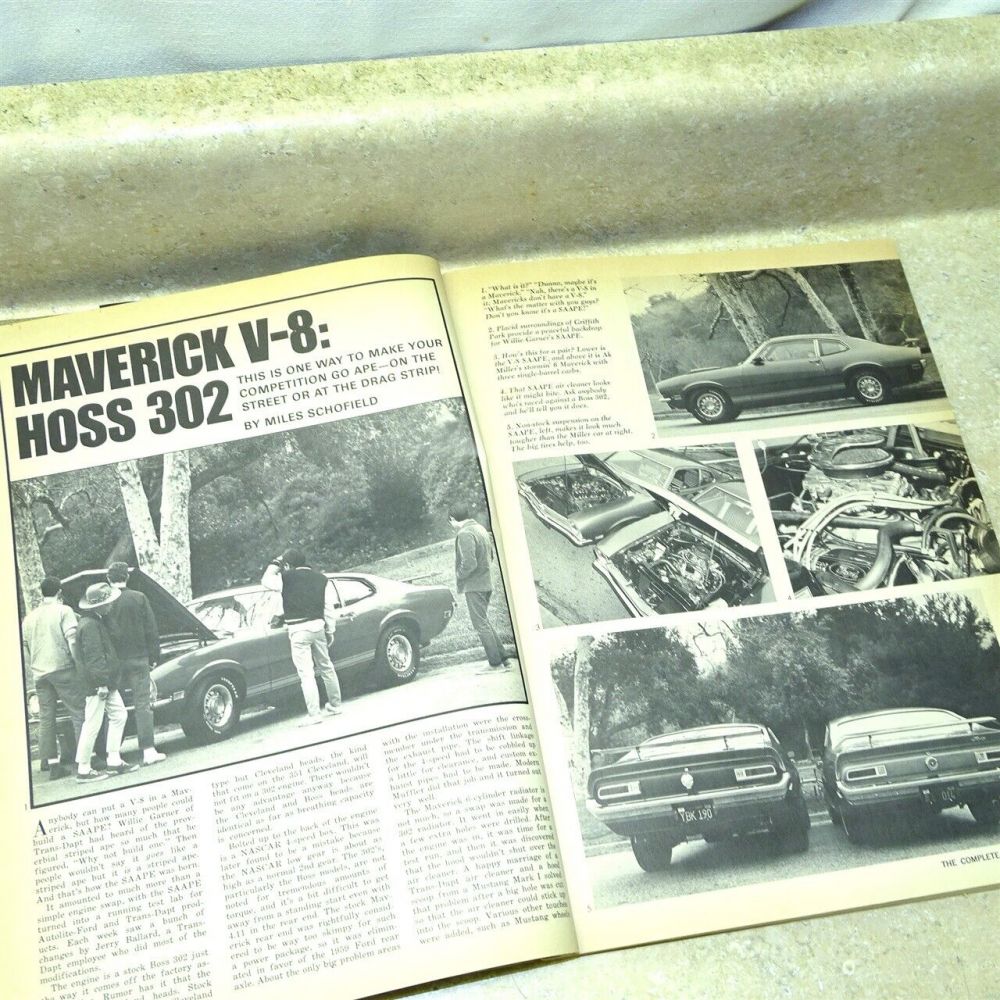 MAVERICK V-8:
HOSS 302
THIS IS ONE WAY TO MAKE YOUR
COMPETITION GO APE—ON THE
STREET OR AT THE DRAG STRIP!
BY MILES SCHOFIELD
1
Anybody can put a V-8 in a Mav-
erick, but how many people could
build a SAAPE? Willie Garner of
Trans-Dapt had heard of the prov-
erbial striped ape so much that he
figured, "Why not build one." Then
people wouldn't say it goes like a
striped ape but it is a striped ape.
And that's how the SAAPE was born.
It amounted to much more than a
simple engine swap, with the SAAPE
turned into a running test lab for
Autolite-Ford and Trans-Dapt prod-
ucts. Each week saw a bunch of
changes by Jerry Ballard, a Trans-
Dapt employee who did most of the
modifications.
The engine is a stock Boss 302 just
the way it comes off the factory as-
Rumor has it that the
heads. Stock
Cleveland
type but Cleveland heads, the kind
that come on the 351 Cleveland, will
not fit on a 302 engine. There wouldn't
be any advantage anyway because
the Cleveland and Boss heads are
identical as far as breathing capacity
is concerned.
Bolted up to the back of the engine
is a NASCAR 4-speed box. This was
later found to be a mistake because
the NASCAR low gear is about as
high as a Chrysler 2nd gear. The 302,
particularly the Boss models, are not
noted for tremendous amounts of
torque, and it's a difficult to get
away from a standing start with the
4.11 in the rear end. The stock Mav-
erick rear end was rightfully consid-
ered to be way too skimpy for such
a power package, so it was elimin-
ated in favor of the 1959 Ford rear
axle. About the only big problem areas
with the installation were the cross-
member under the transmission and
the exhaust pipe. The shift linkage
for the 4-speed had to be cobbled up
a little for clearance, and custom ex-
haust pipes had to be made. Modern
Muffler did that job and it turned out
very well.
The Maverick 6-cylinder radiator is
a laugh, so a swap was made for a
302 radiator. It went in easily when
a few extra holes were drilled. After
the engine was in, it was time for a
test run, and then it was discovered
that the hood wouldn't shut over the
air cleaner. A happy marriage of a
Trans-Dapt air cleaner and a hood
scoop from a Mustang Mark I solved
that problem after a big hole was cut
so that the air cleaner could stick up
into the scoop. Various other touches
were added, such as Mustang wheels
1. "What is it?" "Dunno, maybe it's
a Maverick." "Nah, there's a V-8 in
it. Mavericks don't have a V-8."
"What's the matter with you guys?
Don't you know it's a SAAPE?"
2. Placid surroundings of Griffith
Park provide a peaceful backdrop
for Willie Garner's SAAPE.
3. How's this for a pair? Lower is
the V-8 SAAPE, and above it is Ak
Miller's stormin' 6 Maverick with
three single-barrel carbs.
4. That SAAPE air cleaner looks
like it might bite. Ask anybody
who's raced against a Boss 302,
and he'll tell you it does.
5. Non-stock suspension on the
SAAPE, left, makes it look much
tougher than the Miller car at right.
The big tires help, too.
2
3
4
YBK 190
5
THE COMPLETE